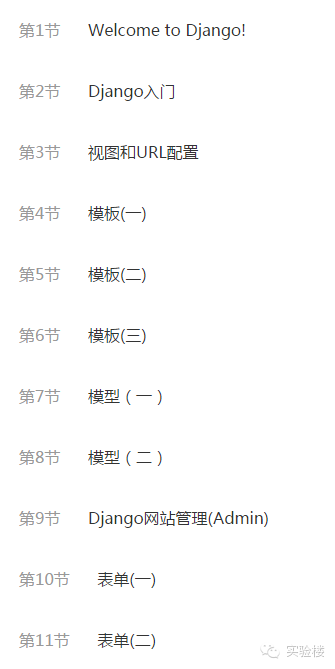 第1节 Welcome to Django!
第2节 Django入门
第3节 视图和URL配置
第4节 模板(一)
第5节 模板(二)
第6节 模板(三)
第7节 模型（一）
第8节 模型（二）
第9节 Django网站管理(Admin)
第10节 表单(一)
第11节 表单(二)
实验楼